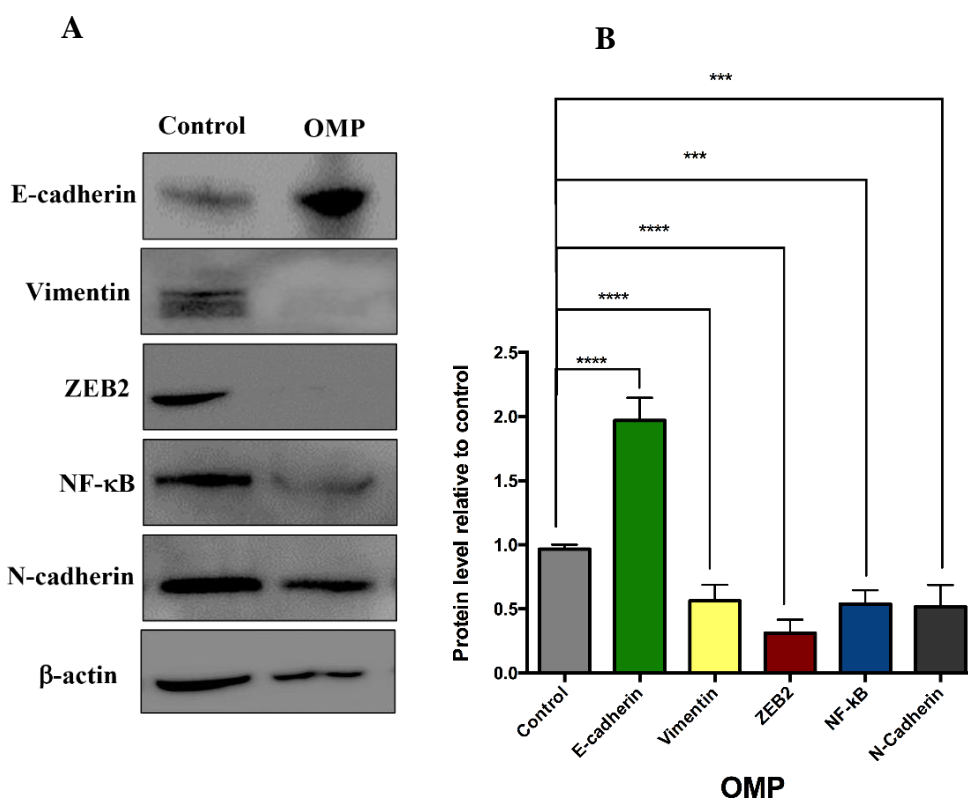 A
Control OMP
E-cadherin
Vimentin
ZEB2
NF-κB
N-cadherin
β-actin
B
***
***
****
****
****
Protein level relative to control
2.5
2.0
1.5
1.0
0.5
0.0
Control
E-cadherin
Vimentin
ZEB2
NF-kB
N-Cadherin
OMP